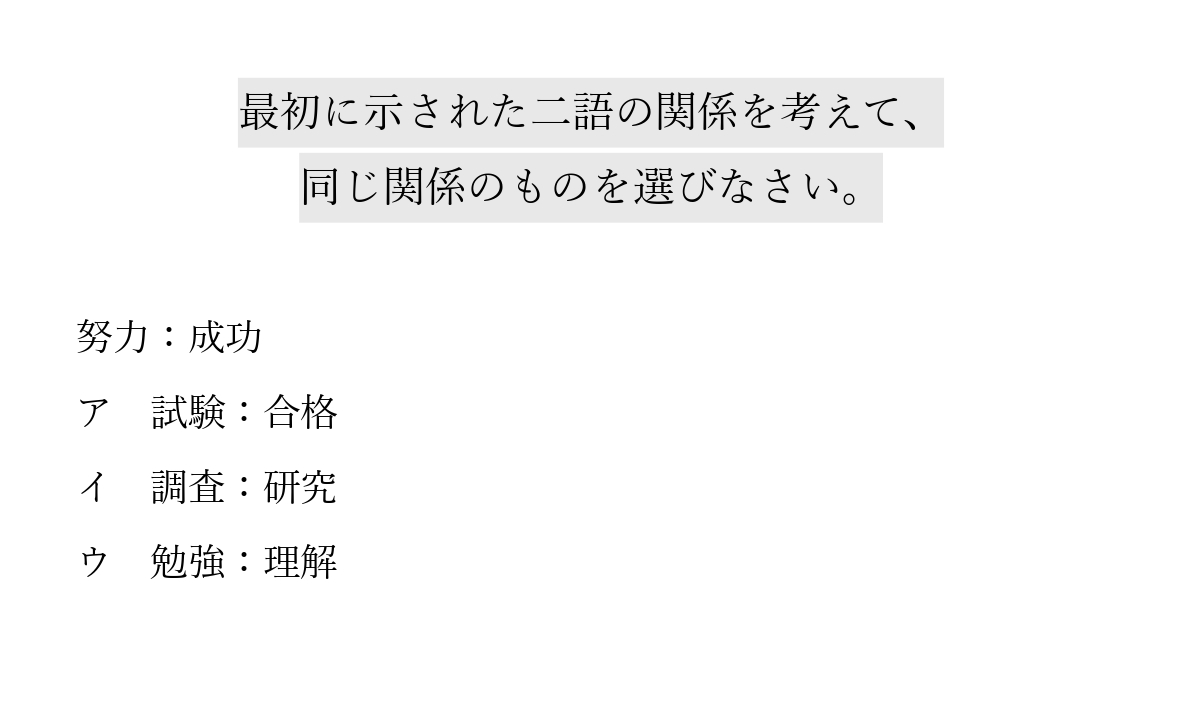 最初に示された二語の関係を考えて、
同じ関係のものを選びなさい。
努力：成功
ア　試験：合格
イ　調査：研究
ウ　勉強：理解